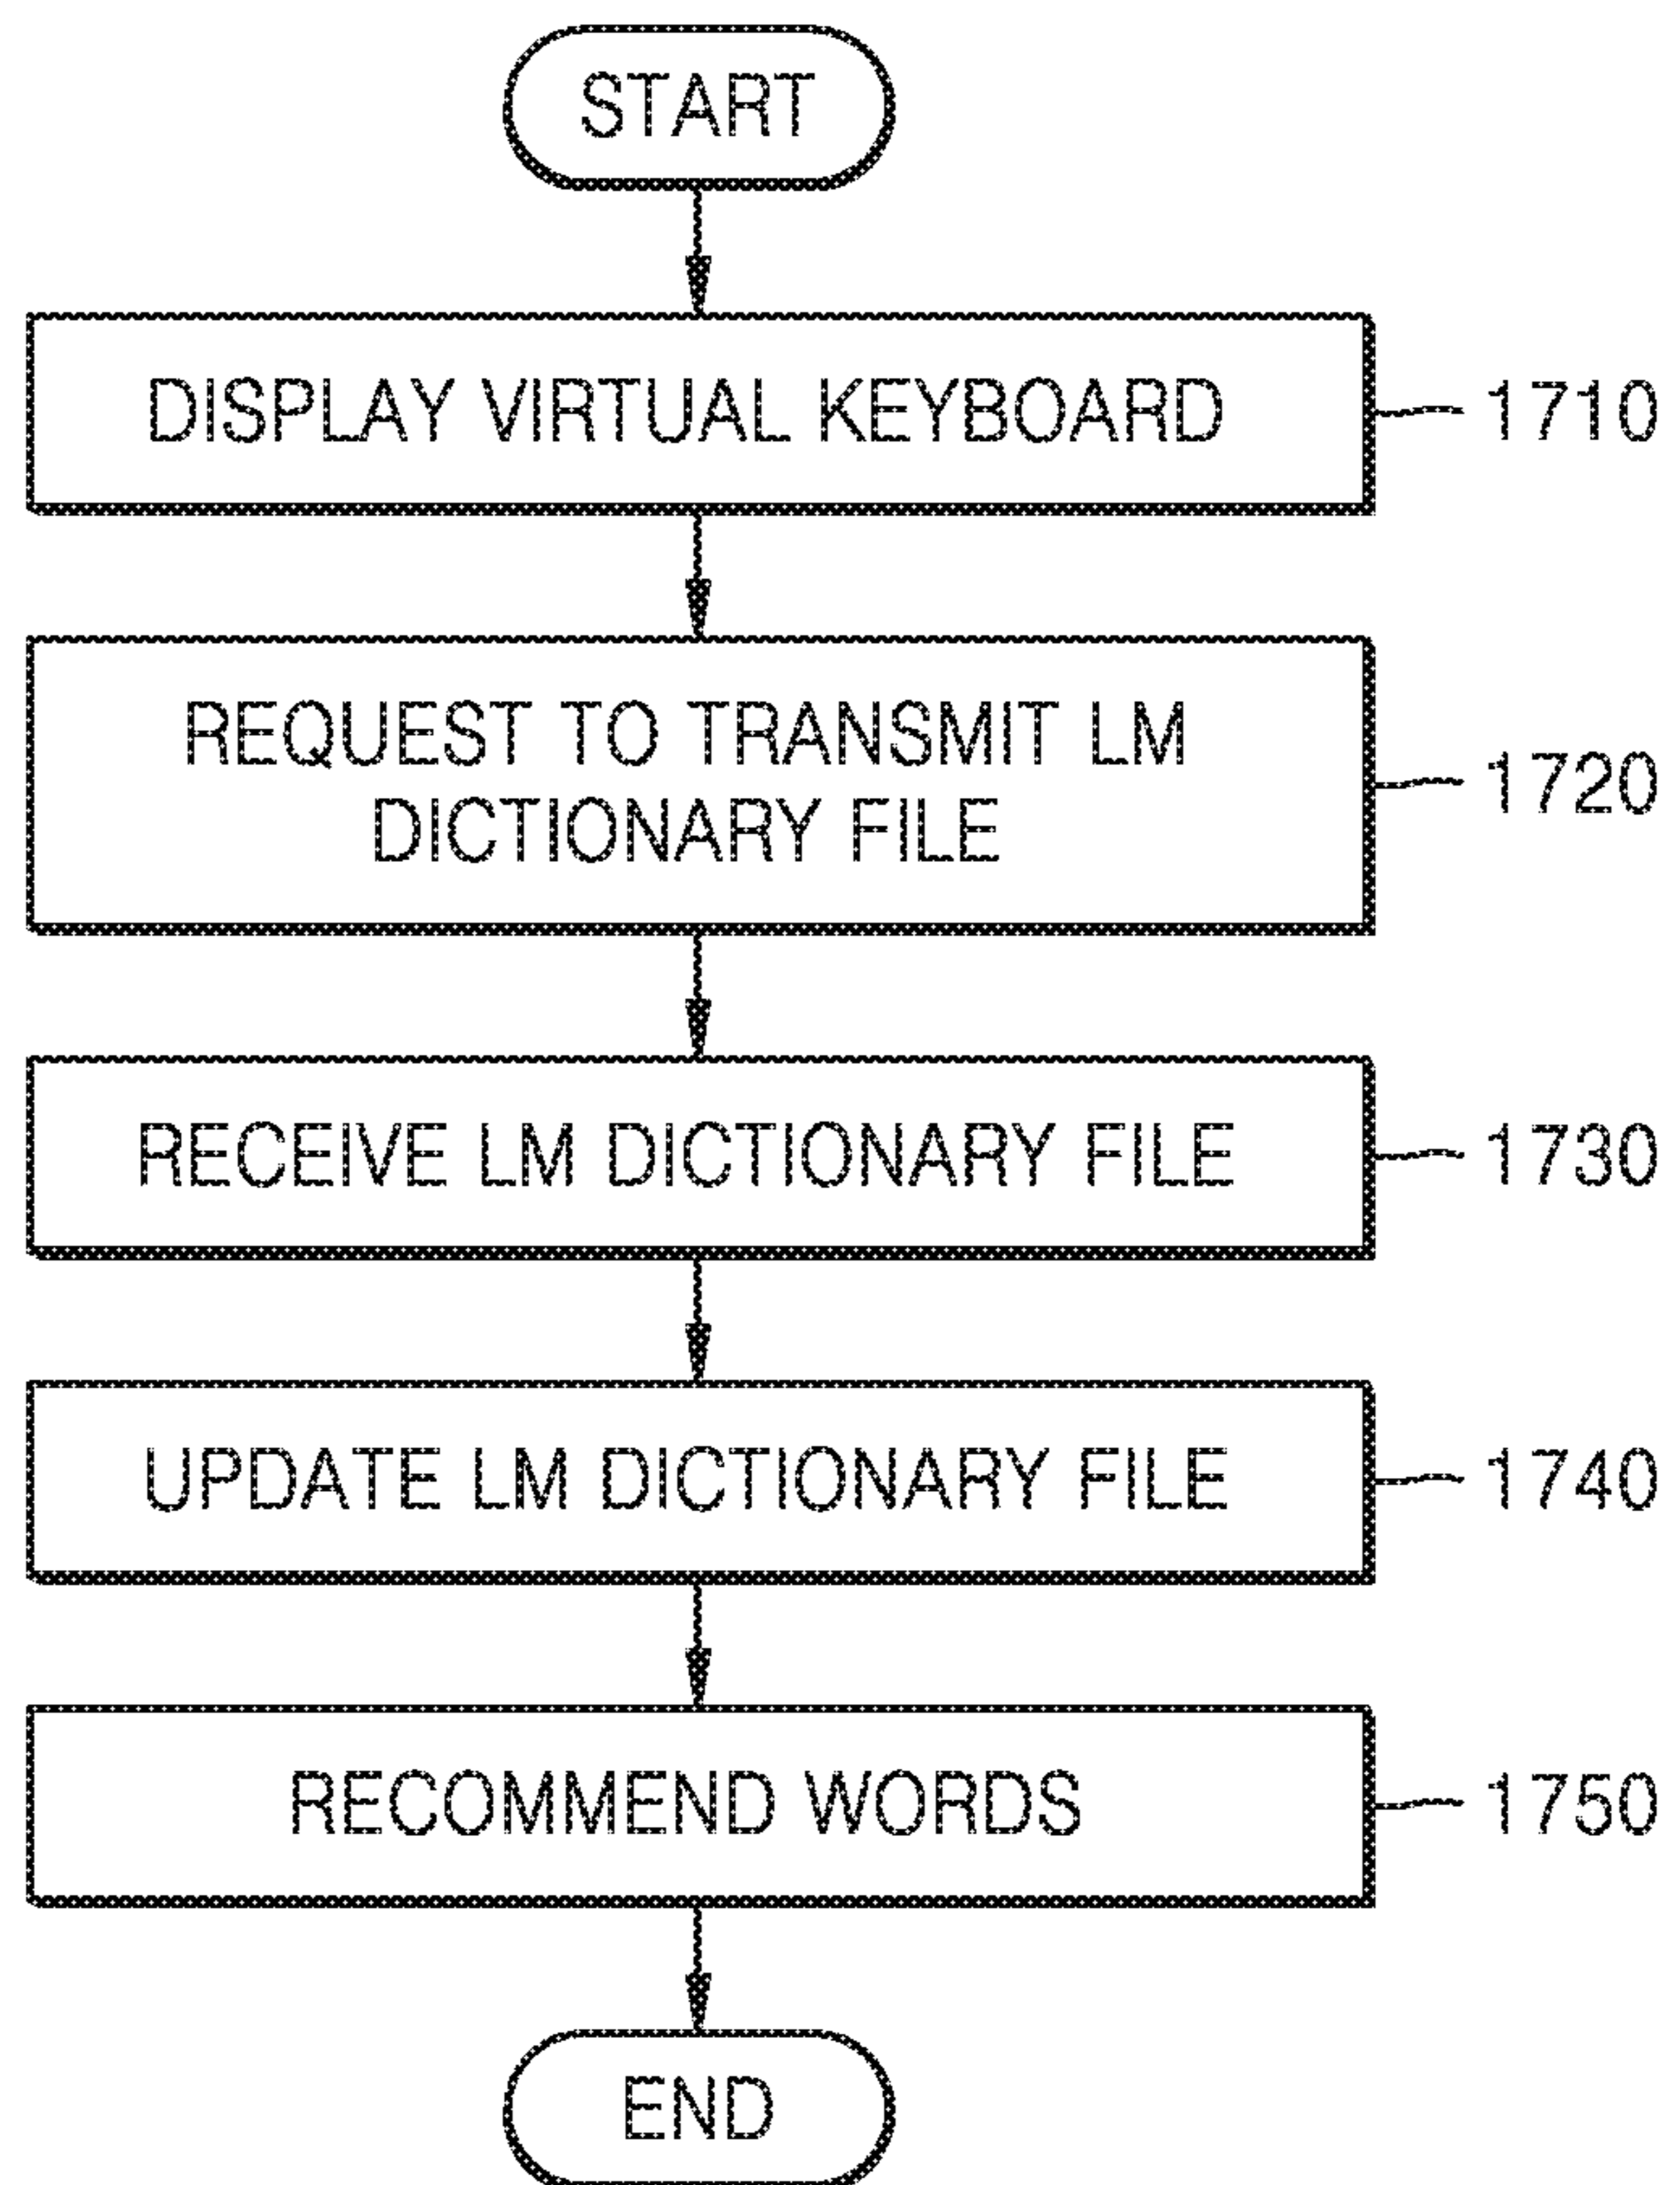 START
DISPLAY VIRTUAL KEYBOARD
1710
REQUEST TO TRANSMIT LM
DICTIONARY FILE
1720
RECEIVE LM DICTIONARY FILE
1730
UPDATE LM DICTIONARY FILE
1740
RECOMMEND WORDS
1750
END